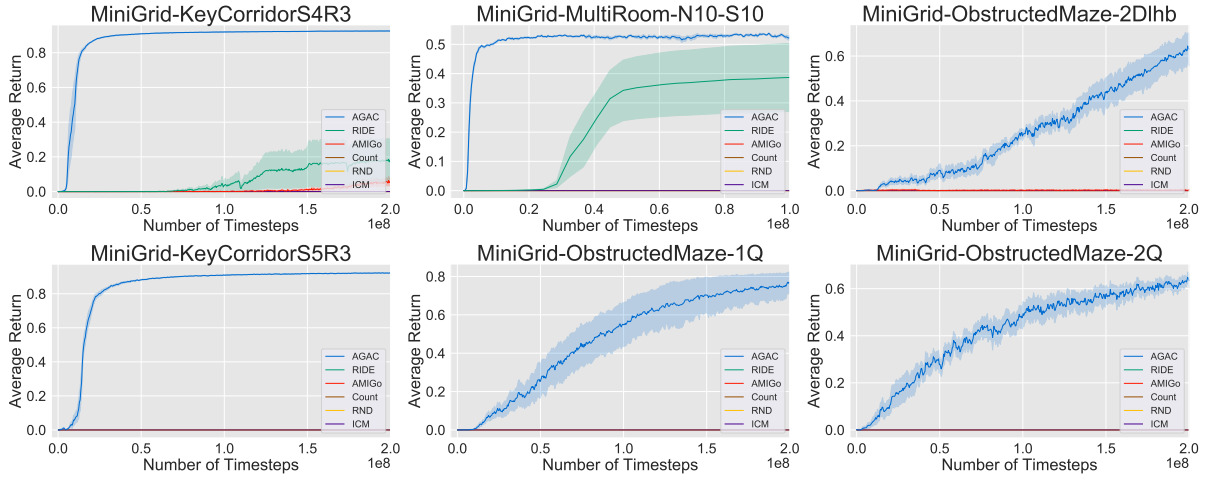 MiniGrid-KeyCorridorS4R3
Average Return
0.8
0.6
0.4
0.2
0.0
AGAC
RIDE
AMIGo
Count
RND
ICM
0.0 0.5 1.0 1.5 2.0
Number of Timesteps 1e8
MiniGrid-MultiRoom-N10-S10
Average Return
0.5
0.4
0.3
0.2
0.1
0.0
AGAC
RIDE
AMIGo
Count
RND
ICM
0.0 0.2 0.4 0.6 0.8 1.0
Number of Timesteps 1e8
MiniGrid-ObstructedMaze-2Dlhb
Average Return
0.6
0.4
0.2
0.0
AGAC
RIDE
AMIGo
Count
RND
ICM
0.0 0.5 1.0 1.5 2.0
Number of Timesteps 1e8
MiniGrid-KeyCorridorS5R3
Average Return
0.8
0.6
0.4
0.2
0.0
AGAC
RIDE
AMIGo
Count
RND
ICM
0.0 0.5 1.0 1.5 2.0
Number of Timesteps 1e8
MiniGrid-ObstructedMaze-1Q
Average Return
0.8
0.6
0.4
0.2
0.0
AGAC
RIDE
AMIGo
Count
RND
ICM
0.0 0.5 1.0 1.5 2.0
Number of Timesteps 1e8
MiniGrid-ObstructedMaze-2Q
Average Return
0.6
0.4
0.2
0.0
AGAC
RIDE
AMIGo
Count
RND
ICM
0.0 0.5 1.0 1.5 2.0
Number of Timesteps 1e8